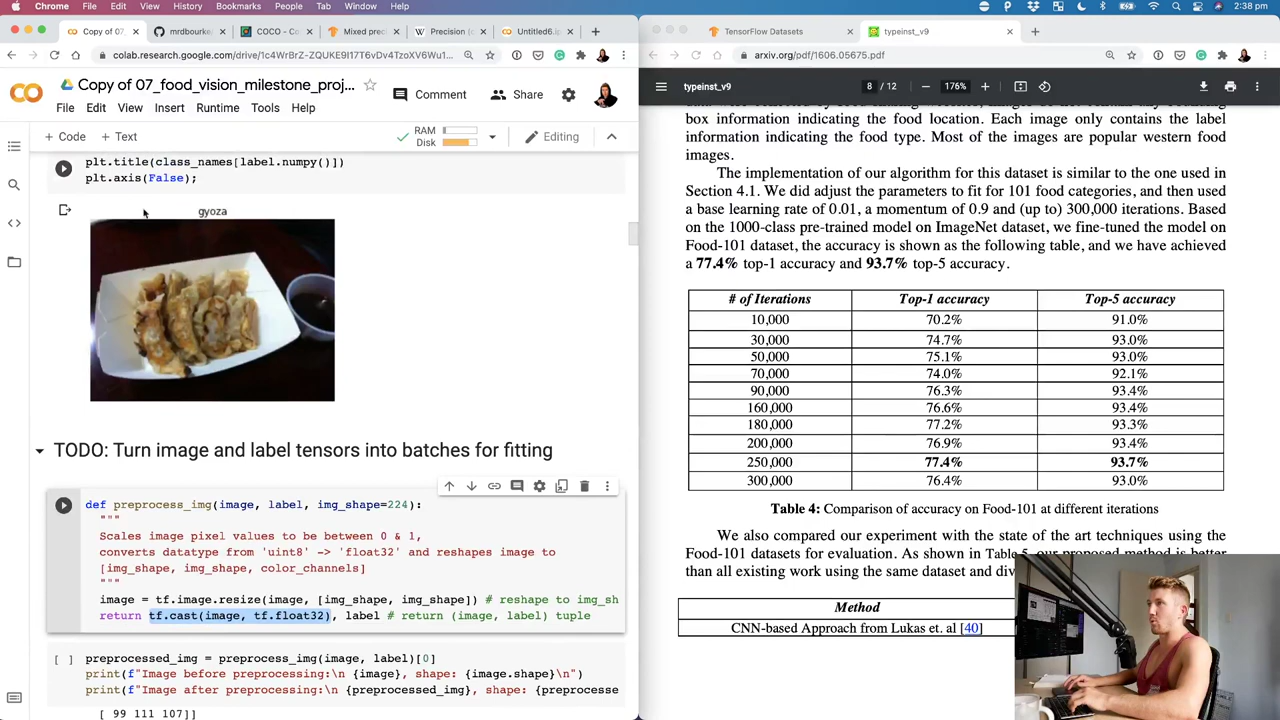 Chrome File Edit View History Bookmarks People Tab Window Help
2:38 pm
Copy of 07_
mrdbourke
COCO - Co
Mixed prec
Precision (c
Untitled6.ip
TensorFlow Datasets
typeinst_v9
colab.research.google.com/drive/1c4WrBrZ-ZQUKE9I17T6vDv4TzoXV6Wu1...
arxiv.org/pdf/1606.05675.pdf
Copy of 07_food_vision_milestone_proj...
Comment
Share
File Edit View Insert Runtime Tools Help
+ Code + Text
RAM
Disk
Editing
typeinst_v9
8 / 12
176%
plt.title(class_names[label.numpy()])
plt.axis(False);
gyoza
TODO: Turn image and label tensors into batches for fitting
def preprocess_img(image, label, img_shape=224):
"""
Scales image pixel values to be between 0 & 1,
converts datatype from 'uint8' -> 'float32' and reshapes image to
[img_shape, img_shape, color_channels]
"""
image = tf.image.resize(image, [img_shape, img_shape]) # reshape to img_sh
return tf.cast(image, tf.float32), label # return (image, label) tuple
[ ] preprocessed_img = preprocess_img(image, label)[0]
print(f"Image before preprocessing:\n {image}, shape: {image.shape}\n")
print(f"Image after preprocessing:\n {preprocessed_img}, shape: {preprocesse
[ 99 111 107]]
box information indicating the food location. Each image only contains the label
information indicating the food type. Most of the images are popular western food
images.
The implementation of our algorithm for this dataset is similar to the one used in
Section 4.1. We did adjust the parameters to fit for 101 food categories, and then used
a base learning rate of 0.01, a momentum of 0.9 and (up to) 300,000 iterations. Based
on the 1000-class pre-trained model on ImageNet dataset, we fine-tuned the model on
Food-101 dataset, the accuracy is shown as the following table, and we have achieved
a 77.4% top-1 accuracy and 93.7% top-5 accuracy.
# of Iterations Top-1 accuracy Top-5 accuracy
10,000 70.2% 91.0%
30,000 74.7% 93.0%
50,000 75.1% 93.0%
70,000 74.0% 92.1%
90,000 76.3% 93.4%
160,000 76.6% 93.4%
180,000 77.2% 93.3%
200,000 76.9% 93.4%
250,000 77.4% 93.7%
300,000 76.4% 93.0%
Table 4: Comparison of accuracy on Food-101 at different iterations
We also compared our experiment with the state of the art techniques using the
Food-101 datasets for evaluation. As shown in Table 5, our proposed method is better
than all existing work using the same dataset and div
Method
CNN-based Approach from Lukas et. al [40]